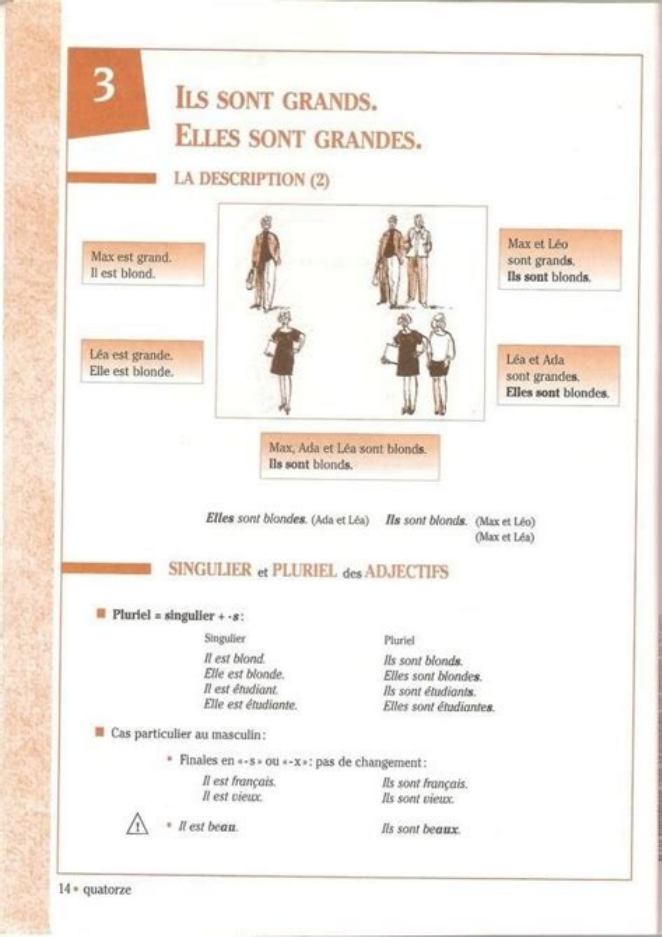 3
ILS SONT GRANDS.
ELLES SONT GRANDES.
LA DESCRIPTION (2)
Max est grand.
Il est blond.
Max et Léo
sont grands.
Ils sont blonds.
Léa est grande.
Elle est blonde.
Léa et Ada
sont grandes.
Elles sont blondes.
Max, Ada et Léa sont blonds.
Ils sont blonds.
Elles sont blondes. (Ada et Léa) Ils sont blonds. (Max et Léo)
(Max et Léa)
SINGULIER et PLURIEL des ADJECTIFS
Pluriel = singulier + -s :
Singulier Pluriel
Il est blond. Ils sont blonds.
Elle est blonde. Elles sont blondes.
Il est étudiant. Ils sont étudiants.
Elle est étudiante. Elles sont étudiantes.
Cas particulier au masculin :
• Finales en «-s» ou «-x» : pas de changement :
Il est français. Ils sont français.
Il est vieux. Ils sont vieux.
! • Il est beau. Ils sont beaux.
14 • quatorze